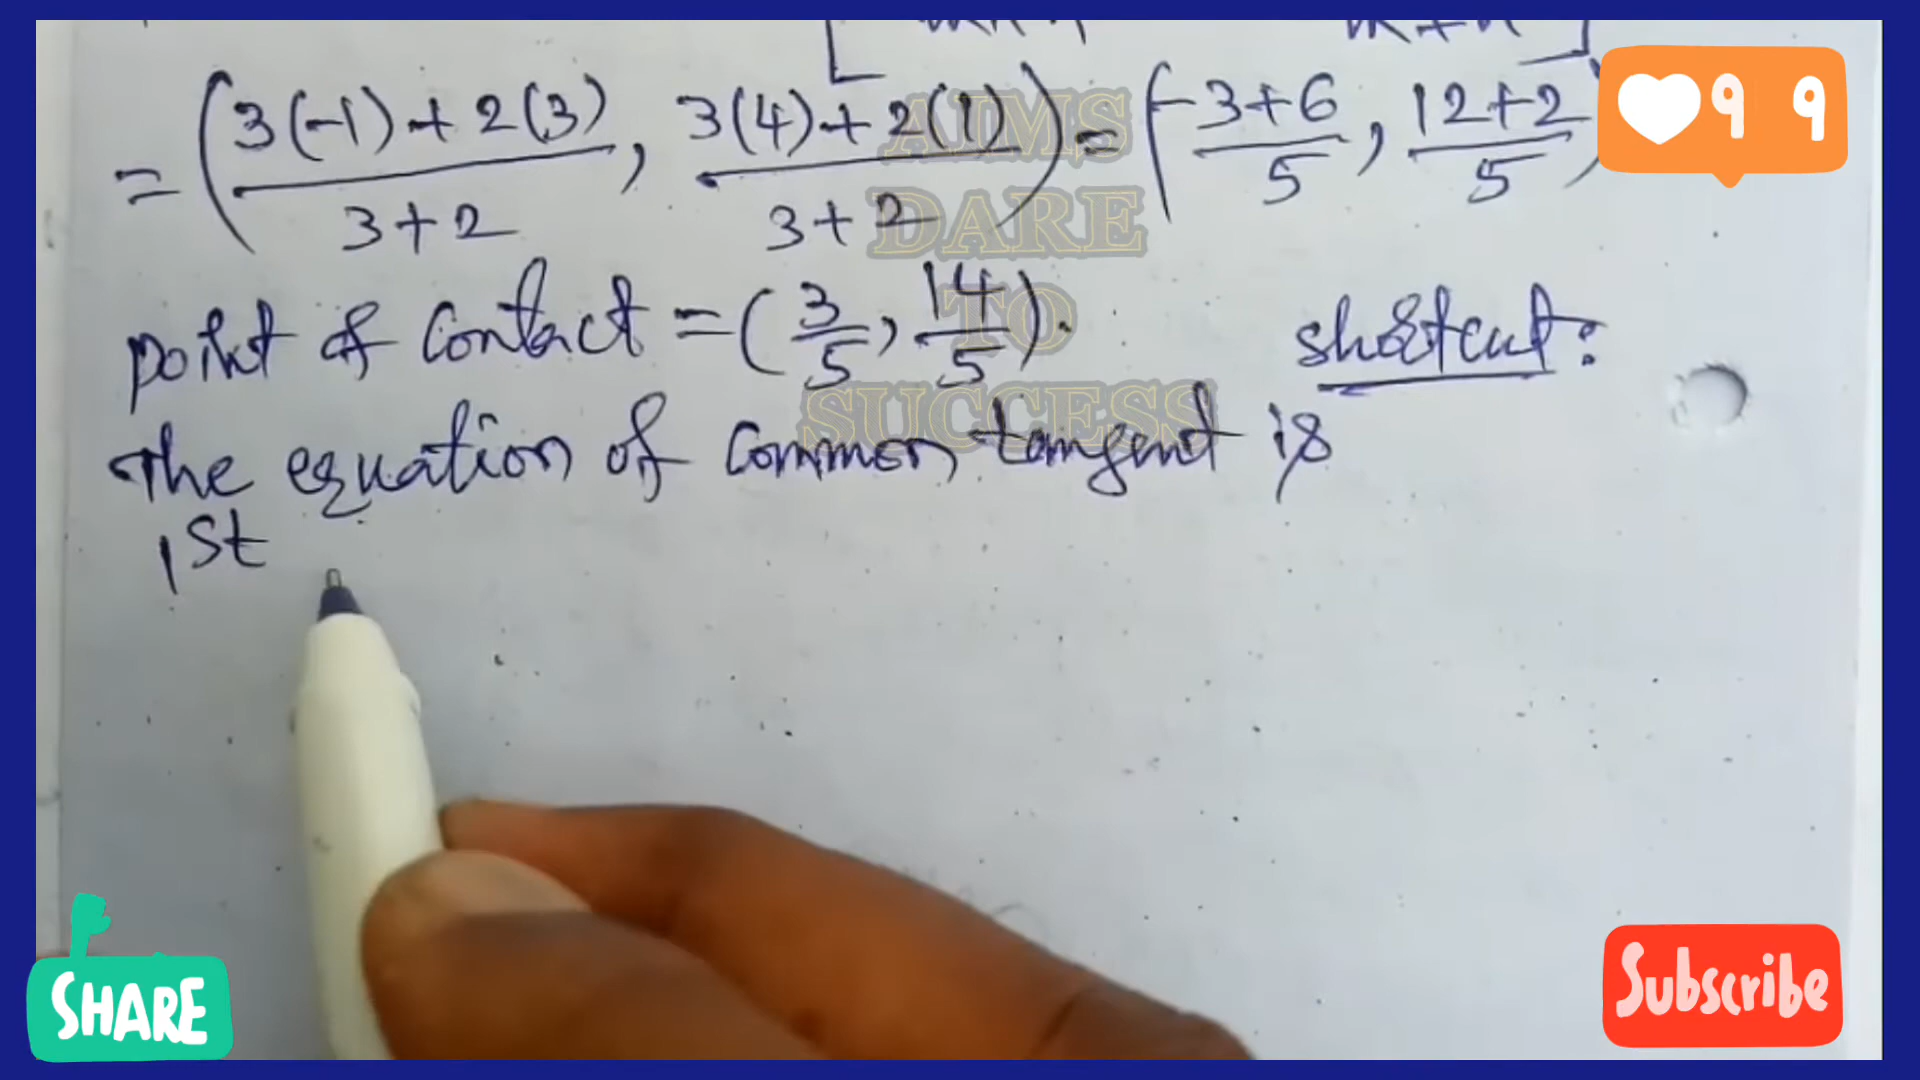 = (3(-1)+2(3)/3+2, 3(4)+2(1)/3+2) = (-3+6/5, 12+2/5)
99
point of contact = (3/5, 14/5).
shortcut:
The equation of common tangent is
1st
AIMS
DARE
TO
SUCCESS
SHARE
Subscribe